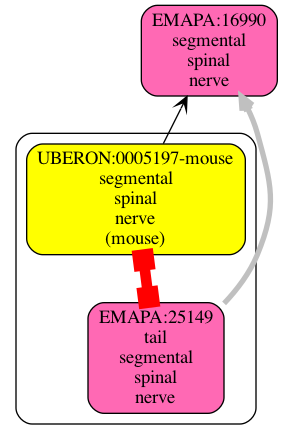 EMAPA:16990
segmental
spinal
nerve
UBERON:0005197-mouse
segmental
spinal
nerve
(mouse)
EMAPA:25149
tail
segmental
spinal
nerve